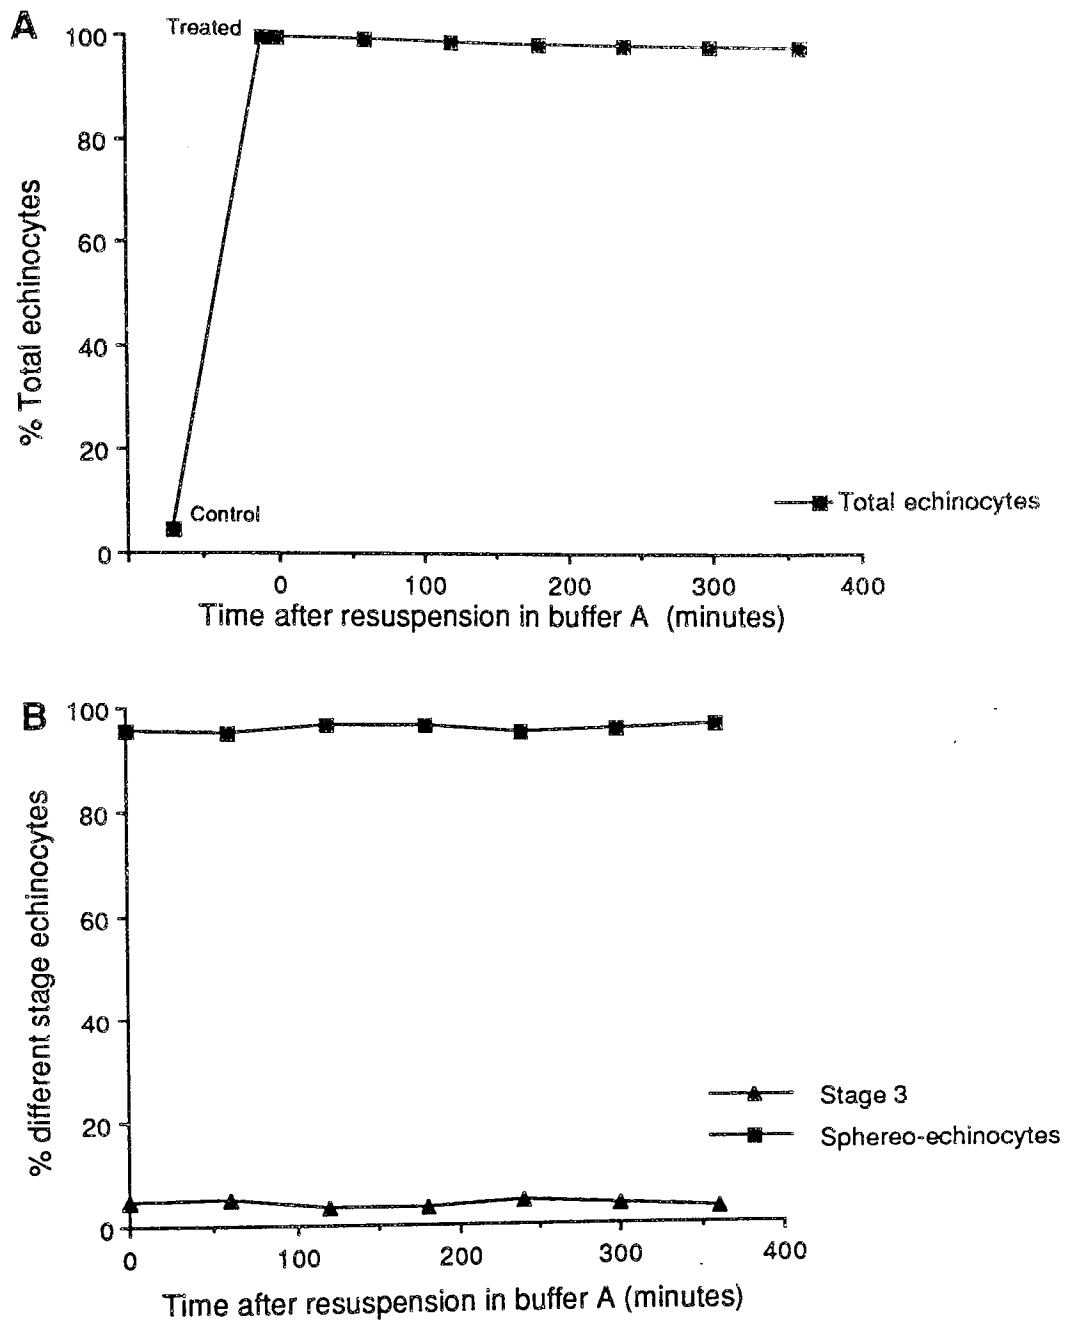 A
Treated
100
80
60
40
20
0
% Total echinocytes
Control
Total echinocytes
0 100 200 300 400
Time after resuspension in buffer A (minutes)
B
100
80
60
40
20
0
% different stage echinocytes
Stage 3
Sphereo-echinocytes
0 100 200 300 400
Time after resuspension in buffer A (minutes)